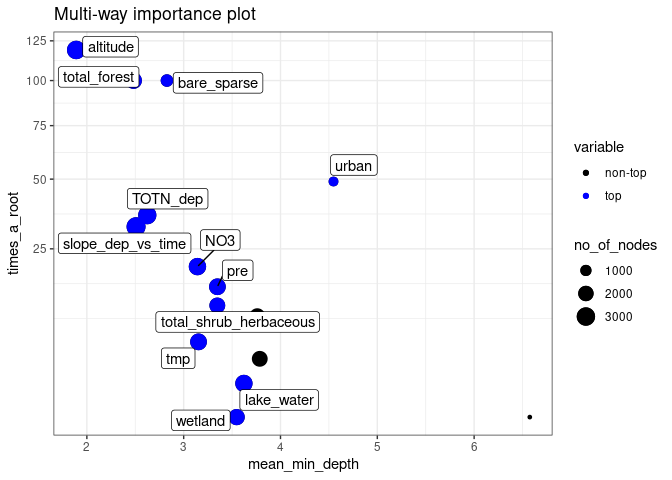 Multi-way importance plot
125
100
75
50
25
times_a_root
altitude
total_forest
bare_sparse
urban
TOTN_dep
slope_dep_vs_time
NO3
pre
total_shrub_herbaceous
tmp
lake_water
wetland
2
3
4
5
6
mean_min_depth
variable
non-top
top
no_of_nodes
1000
2000
3000